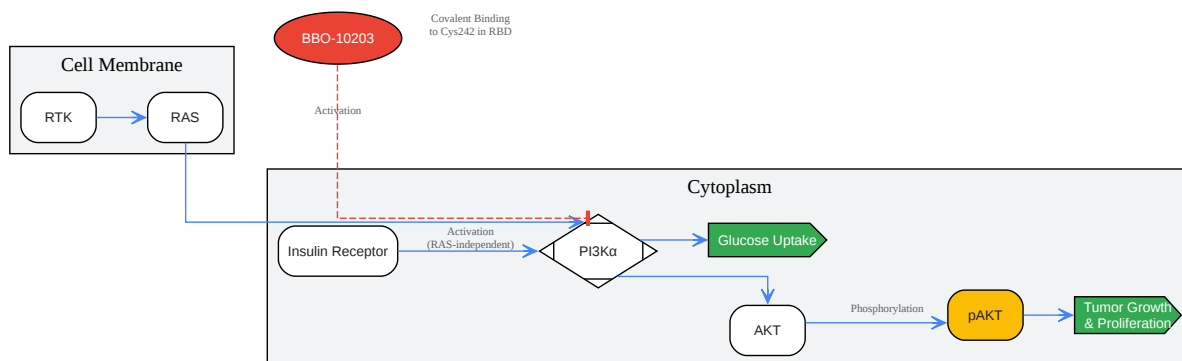 Covalent Binding
to Cys242 in RBD
BBO-10203
Cell Membrane
RTK
RAS
Activation
Cytoplasm
Activation
(RAS-independent)
Insulin Receptor
PI3Kα
Glucose Uptake
Phosphorylation
AKT
pAKT
Tumor Growth
& Proliferation